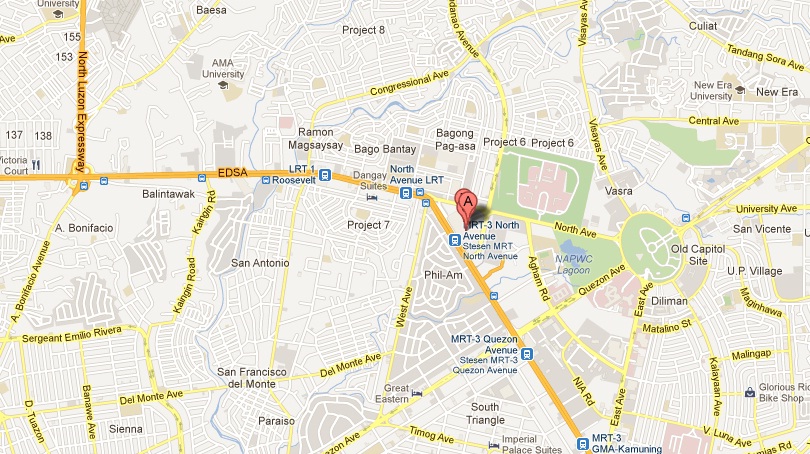 University
Baesa
Project 8
Mindanao Avenue
Visayas Ave
Culiat
Tandang Sora Ave
155
153
North Luzon Expressway
AMA
University
Congressional Ave
New Era
University
New Era
137
138
Ramon
Magsaysay
Bago Bantay
Bagong
Pag-asa
Project 6
Project 6
Visayas Ave
Central Ave
Victoria
Court
EDSA
LRT 1
Roosevelt
Dangay
Suites
North
Avenue LRT
Balintawak
Kaingin Rd
A
Vasra
University Ave
A. Bonifacio
Project 7
MRT-3 North
Avenue
Stesen MRT
North Avenue
North Ave
San Vicente
A. Bonifacio Avenue
Kaingin Road
San Antonio
Phil-Am
Agham Rd
NAPWC
Lagoon
Old Capitol
Site
U.P. Village
Quezon Ave
East Ave
Diliman
Maginhawa
West Ave
Matalino St
Sergeant Emilio Rivera
MRT-3 Quezon
Avenue
Stesen MRT-3
Quezon Avenue
Malingap
San Francisco
del Monte
Del Monte Ave
Kalayaan Ave
Del Monte Ave
Banawe Ave
D. Tuazon
Great
Eastern
NIA Rd
East Ave
Glorious Rid
Bike Shop
South
Triangle
Sienna
Paraiso
Quezon Ave
Timog Ave
Imperial
Palace Suites
MRT-3
GMA-Kamuning
V. Luna Ave